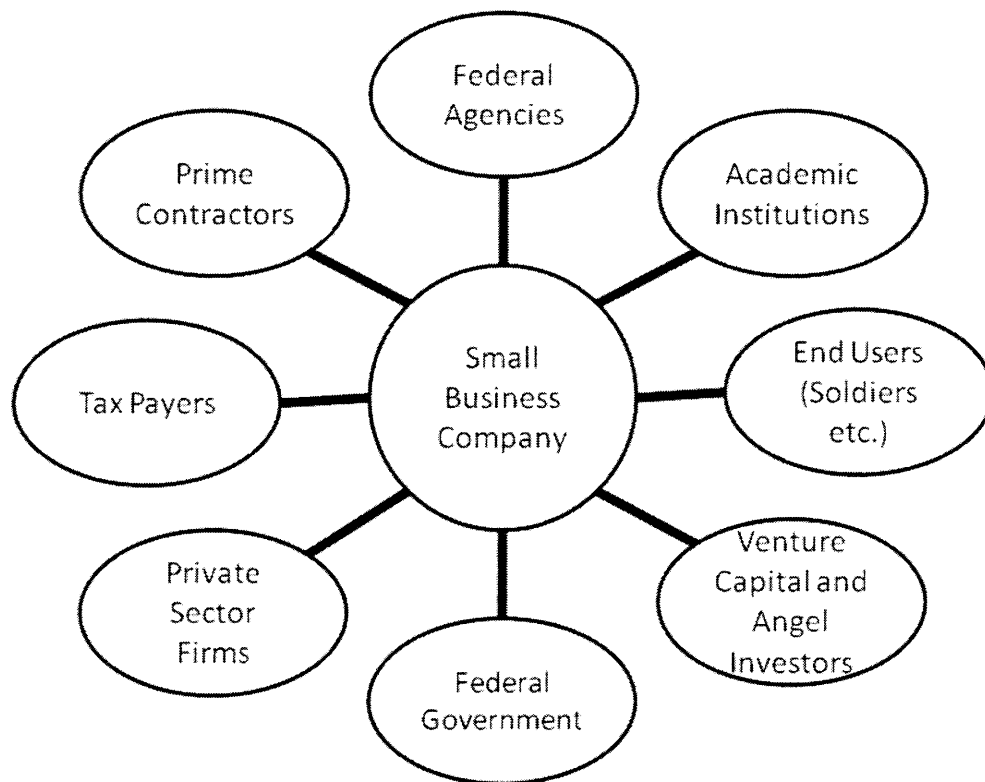 Federal
Agencies
Prime
Contractors
Academic
Institutions
Small
Business
Company
Tax Payers
End Users
(Soldiers
etc.)
Private
Sector
Firms
Venture
Capital and
Angel
Investors
Federal
Government